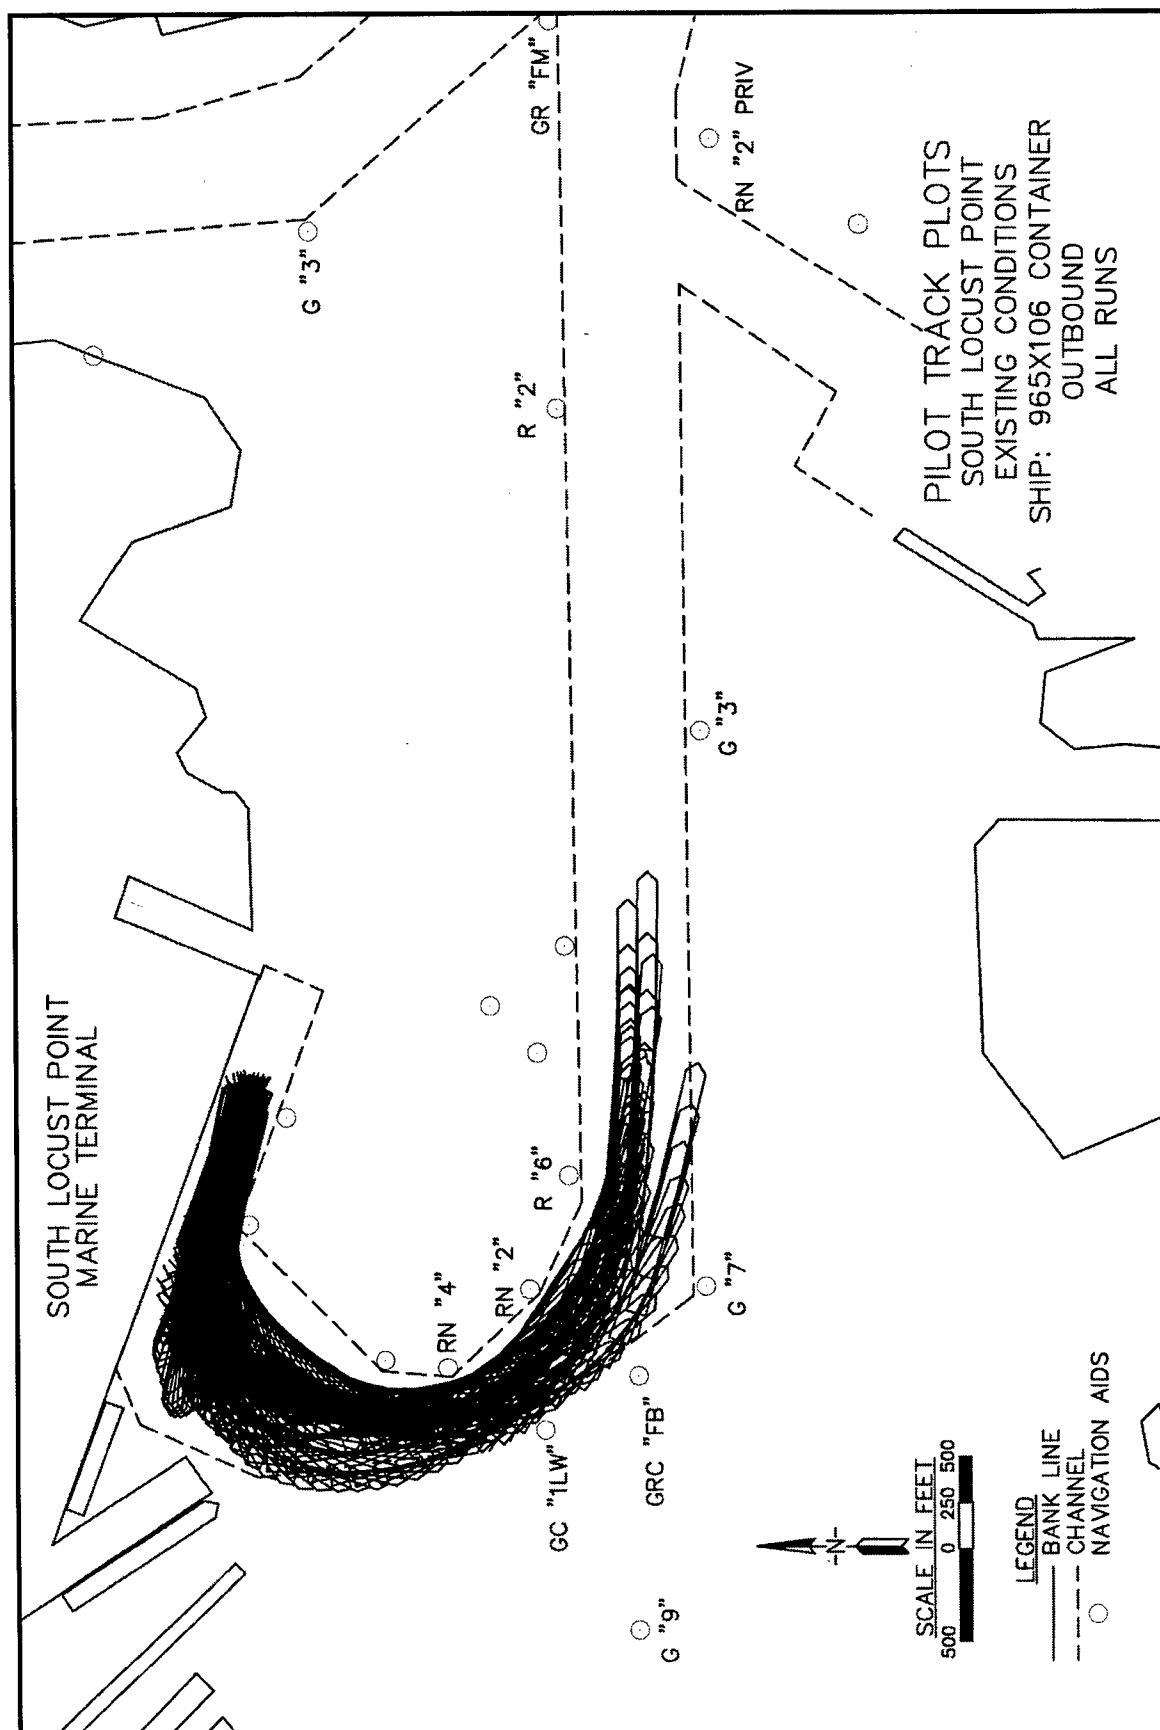 SOUTH LOCUST POINT
MARINE TERMINAL
G "3"
GR "FM"
R "2"
RN "2" PRIV
R "6"
RN "2"
RN "4"
G "3"
G "7"
GC "1LW"
GRC "FB"
G "9"
-N-
SCALE IN FEET
500 0 250 500
LEGEND
BANK LINE
CHANNEL
NAVIGATION AIDS
PILOT TRACK PLOTS
SOUTH LOCUST POINT
EXISTING CONDITIONS
SHIP: 965X106 CONTAINER
OUTBOUND
ALL RUNS